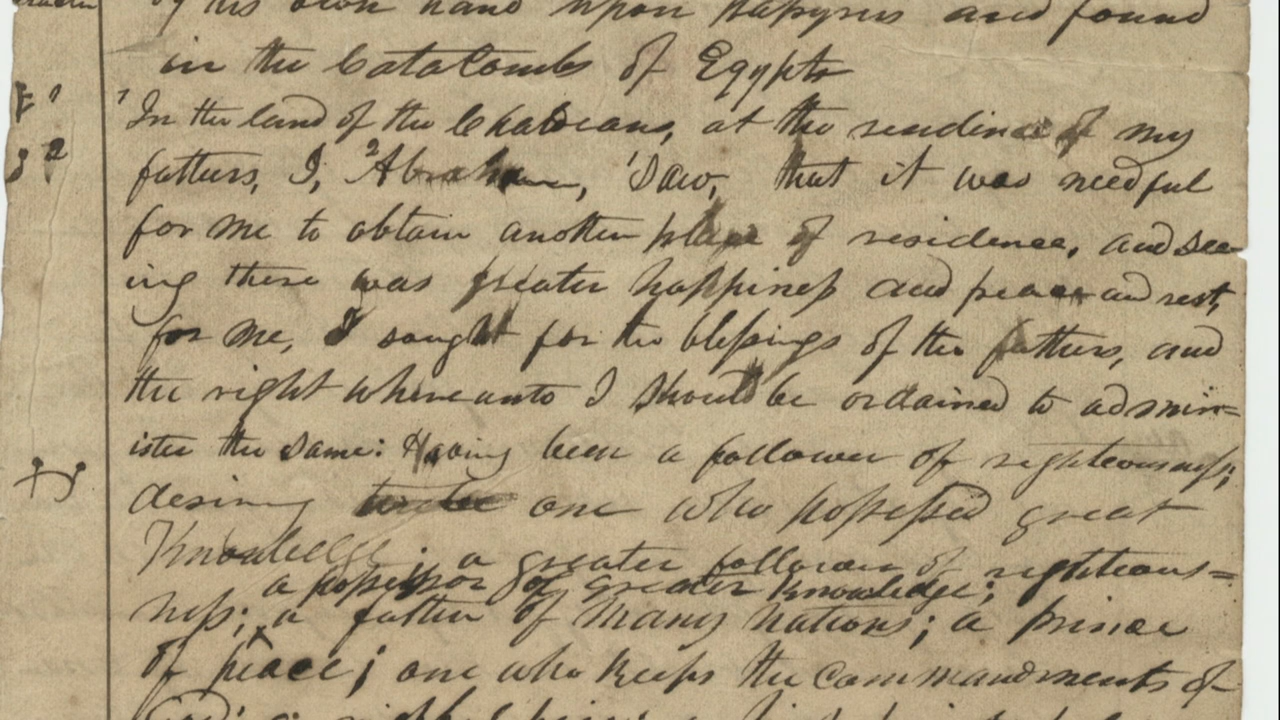 by his own hand upon papyrus and found
in the CataCombs of Egypts
In the land of the Chaldeans, at the residence of my
fathers, I, Abraham, Saw, that it was needful
for me to obtain another place of residence, and see-
ing there was greater happiness and peace and rest,
for me, I sought for the blessings of the fathers, and
the right whereunto I should be ordained to admin=
ister the same: Having been a follower of righteousness;
desiring one who possessed great
Knowledge; a greater follower of righteous=
a possessor of greater knowledge;
ness; a father of many nations; a prince
of peace; one who keeps the commandments of